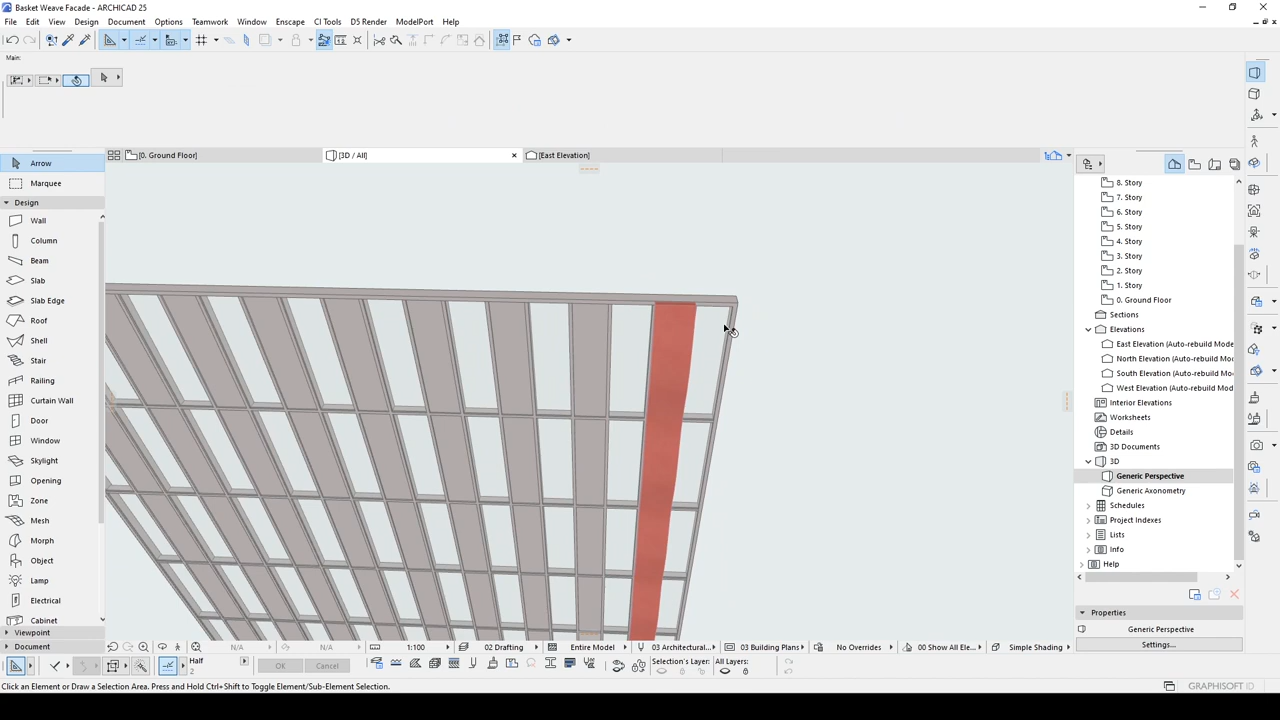 Basket Weave Facade - ARCHICAD 25
File Edit View Design Document Options Teamwork Window Enscape CI Tools D5 Render ModelPort Help
Main:
[0. Ground Floor] [3D / All] [East Elevation]
Arrow
Marquee
Design
Wall
Column
Beam
Slab
Slab Edge
Roof
Shell
Stair
Railing
Curtain Wall
Door
Window
Skylight
Opening
Zone
Mesh
Morph
Object
Lamp
Electrical
Cabinet
Viewpoint
Document
8. Story
7. Story
6. Story
5. Story
4. Story
3. Story
2. Story
1. Story
0. Ground Floor
Sections
Elevations
East Elevation (Auto-rebuild Mode
North Elevation (Auto-rebuild Mo
South Elevation (Auto-rebuild Mo
West Elevation (Auto-rebuild Mod
Interior Elevations
Worksheets
Details
3D Documents
3D
Generic Perspective
Generic Axonometry
Schedules
Project Indexes
Lists
Info
Help
Properties
Generic Perspective
Settings...
N/A N/A 1:100 02 Drafting Entire Model 03 Architectural... 03 Building Plans No Overrides 00 Show All Ele... Simple Shading
Half
2
OK Cancel
Selection's Layer: All Layers:
Click an Element or Draw a Selection Area. Press and Hold Ctrl+Shift to Toggle Element/Sub-Element Selection.
GRAPHISOFT ID